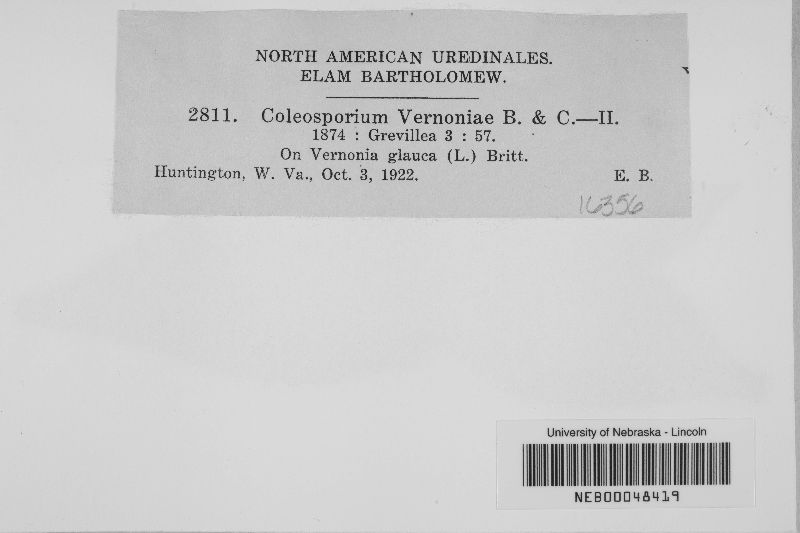 NORTH AMERICAN UREDINALES.
ELAM BARTHOLOMEW.
2811. Coleosporium Vernoniae B. & C.—II.
1874 : Grevillea 3 : 57.
On Vernonia glauca (L.) Britt.
Huntington, W. Va., Oct. 3, 1922. E. B.
16356
University of Nebraska - Lincoln
NEB00048419